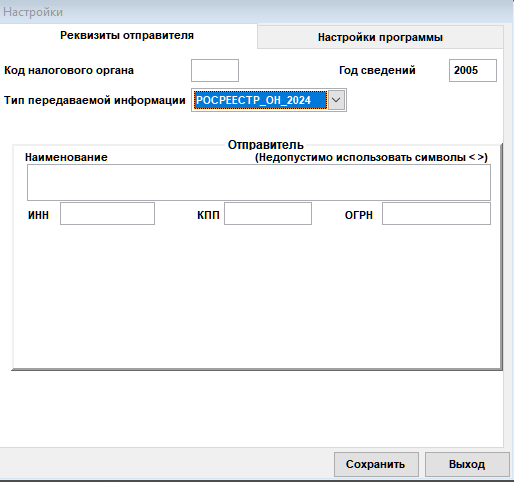 Настройки
Реквизиты отправителя
Настройки программы
Код налогового органа
Год сведений
2005
Тип передаваемой информации
РОСРЕЕСТР_ОН_2024
Отправитель
Наименование
(Недопустимо использовать символы < >)
ИНН
КПП
ОГРН
Сохранить
Выход